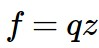 f = qz